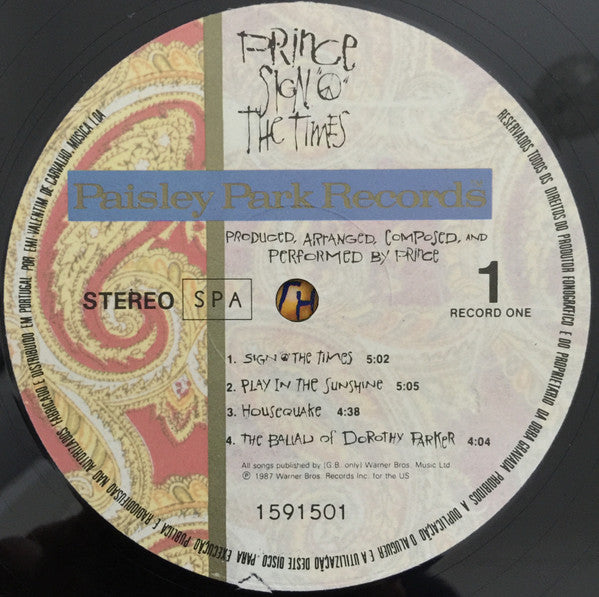 PRINCE
SIGN "☮"
THE TIMES
Paisley Park Records
PRODUCED, ARRANGED, COMPOSED, AND
PERFORMED BY PRINCE
STEREO SPA
1
RECORD ONE
1. SIGN ☮ THE TIMES 5:02
2. PLAY IN THE SUNSHINE 5:05
3. HOUSEQUAKE 4:38
4. THE BALLAD OF DOROTHY PARKER 4:04
All songs published by (G.B. only) Warner Bros. Music Ltd
℗ 1987 Warner Bros. Records Inc. for the US
1591501
RESERVADOS TODOS OS DIREITOS DO PRODUTOR FONOGRÁFICO E DO PROPRIETÁRIO DA OBRA GRAVADA PROIBIDOS A DUPLICAÇÃO O ALUGUER E A UTILIZAÇÃO DESTE DISCO PARA EXECUÇÃO PÚBLICA E RADIODIFUSÃO NÃO AUTORIZADOS FABRICADO E DISTRIBUIDO EM PORTUGAL POR EMI-VALENTIM DE CARVALHO, MÚSICA LDA